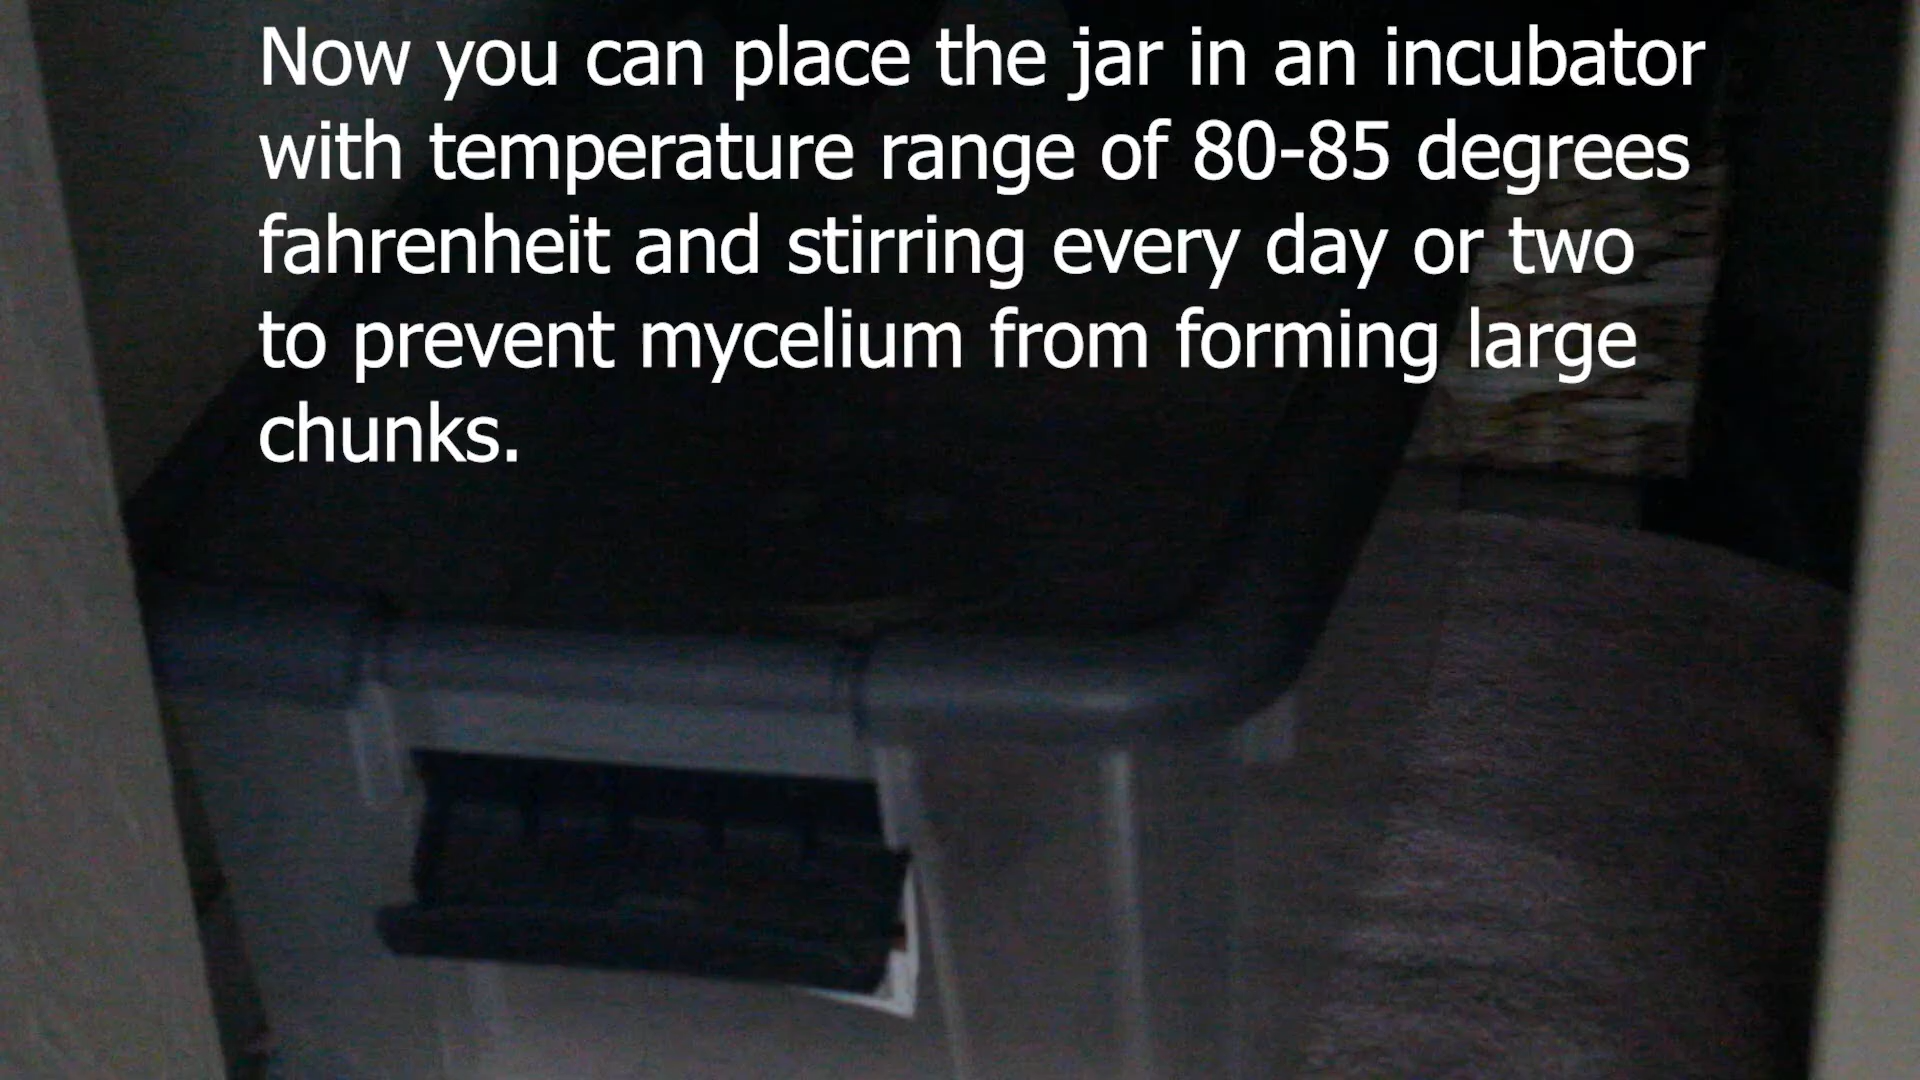 Now you can place the jar in an incubator
with temperature range of 80-85 degrees
fahrenheit and stirring every day or two
to prevent mycelium from forming large
chunks.